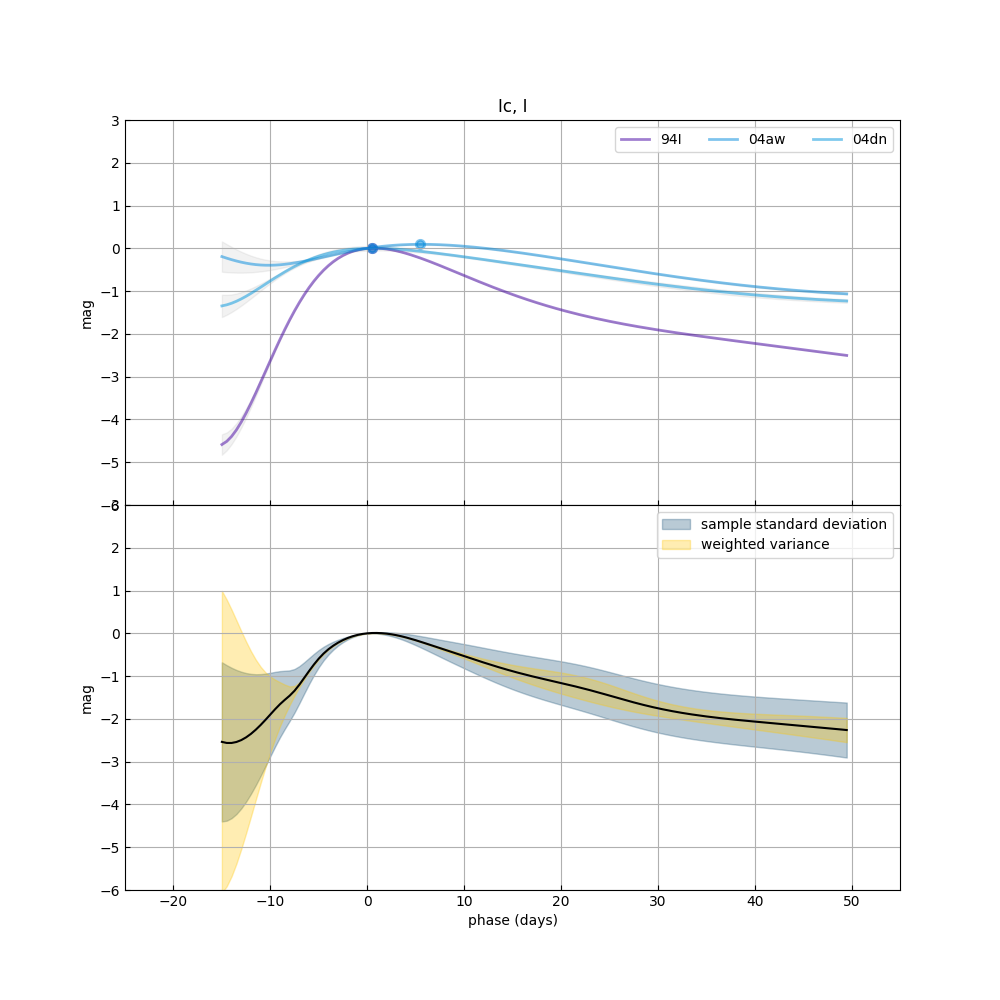 Ic, I
94I 04aw 04dn
3
2
1
0
−1
−2
−3
−4
−5
−6
mag
3
2
1
0
−1
−2
−3
−4
−5
−6
mag
sample standard deviation
weighted variance
−20 −10 0 10 20 30 40 50
phase (days)